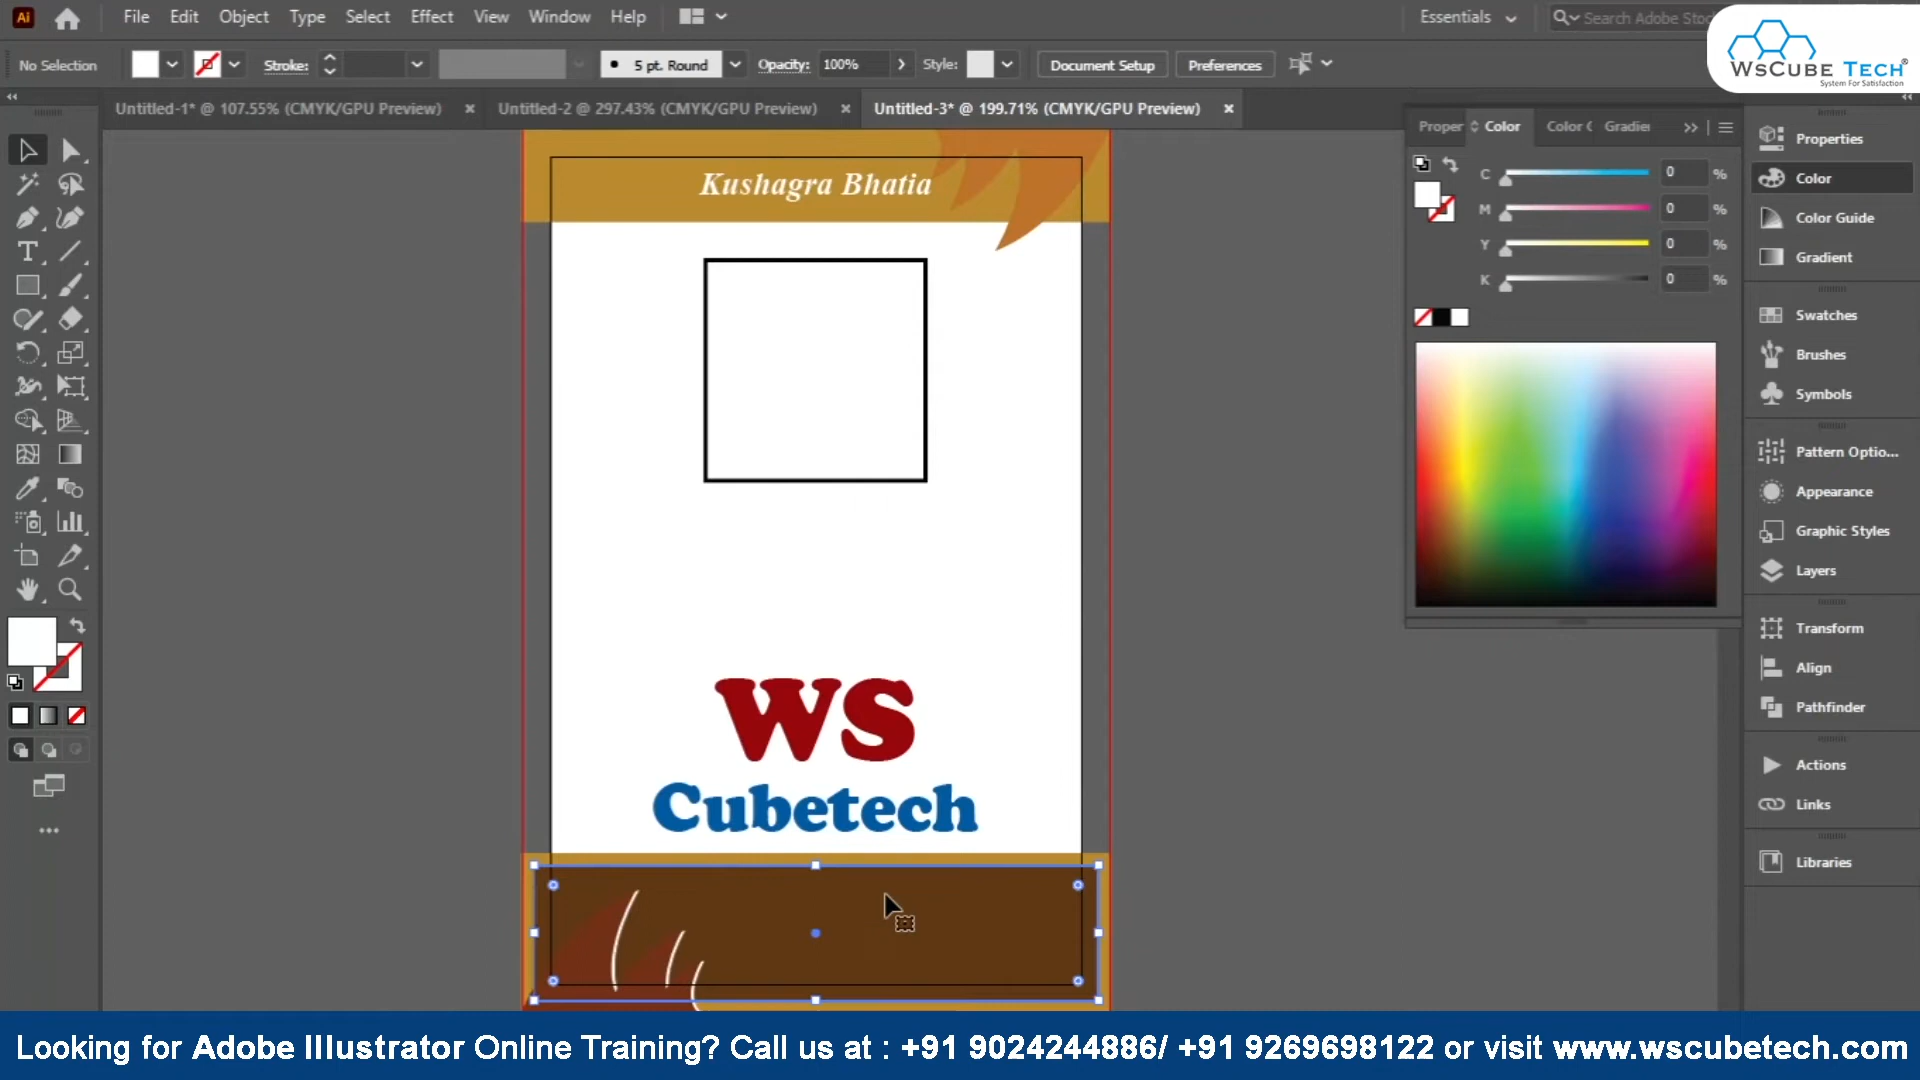 Ai File Edit Object Type Select Effect View Window Help Essentials Search Adobe Stoc
WsCube Tech®
System For Satisfaction
No Selection Stroke: 5 pt. Round Opacity: 100% Style: Document Setup Preferences
Untitled-1* @ 107.55% (CMYK/GPU Preview) × Untitled-2 @ 297.43% (CMYK/GPU Preview) × Untitled-3* @ 199.71% (CMYK/GPU Preview) ×
Proper Color Color G Gradie
C 0 %
M 0 %
Y 0 %
K 0 %
Properties
Color
Color Guide
Gradient
Swatches
Brushes
Symbols
Pattern Optio...
Appearance
Graphic Styles
Layers
Transform
Align
Pathfinder
Actions
Links
Libraries
Kushagra Bhatia
WS
Cubetech
Looking for Adobe Illustrator Online Training? Call us at : +91 9024244886/ +91 9269698122 or visit www.wscubetech.com